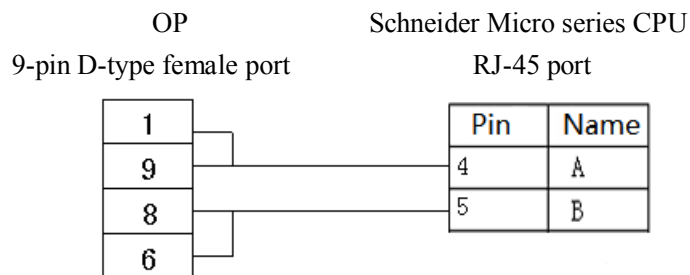 OP Schneider Micro series CPU
9-pin D-type female port RJ-45 port
1 Pin Name
9 4 A
8 5 B
6